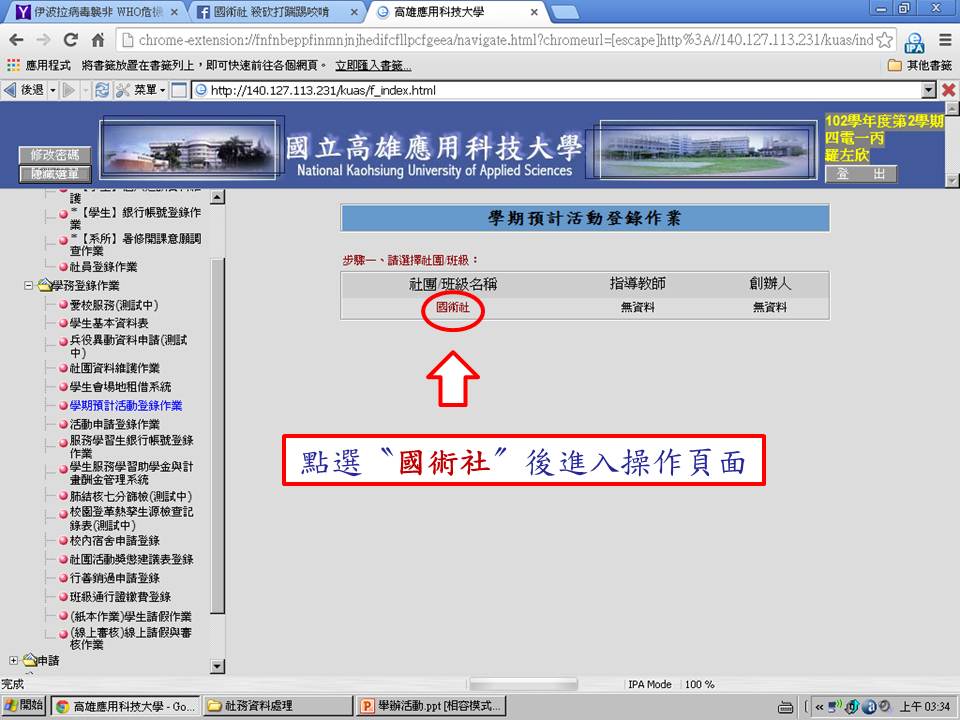 伊波拉病毒襲非 WHO危機
國術社 殺砍打踹踢咬啃
高雄應用科技大學
chrome-extension://fnfnbeppfinmnjnjhedifcfllpcfgeea/navigate.html?chromeurl=[escape]http%3A//140.127.113.231/kuas/ind
應用程式 將書籤放置在書籤列上,即可快速前往各個網頁。 立即匯入書籤...
其他書籤
後退
菜單
http://140.127.113.231/kuas/f_index.html
修改密碼
隱藏選單
國立高雄應用科技大學
National Kaohsiung University of Applied Sciences
102學年度第2學期
四電一丙
羅左欣
登 出
護
*【學生】銀行帳號登錄作
業
*【系所】暑修開課意願調
查作業
社員登錄作業
學務登錄作業
愛校服務(測試中)
學生基本資料表
兵役異動資料申請(測試
中)
社團資料維護作業
學生會場地租借系統
學期預計活動登錄作業
活動申請登錄作業
服務學習生銀行帳號登錄
作業
學生服務學習助學金與計
畫酬金管理系統
肺結核七分篩檢(測試中)
校園登革熱孳生源檢查記
錄表(測試中)
校內宿舍申請登錄
社團活動獎懲建議表登錄
行善銷過申請登錄
班級通行證繳費登錄
(紙本作業)學生請假作業
(線上審核)線上請假與審
核作業
申請
學期預計活動登錄作業
步驟一、請選擇社團/班級:
社團/班級名稱 指導教師 創辦人
國術社 無資料 無資料
點選〝國術社〞後進入操作頁面
完成
IPA Mode
100 %
開始
高雄應用科技大學 - Go...
社務資料處理
舉辦活動.ppt [相容模式...
上午 03:34